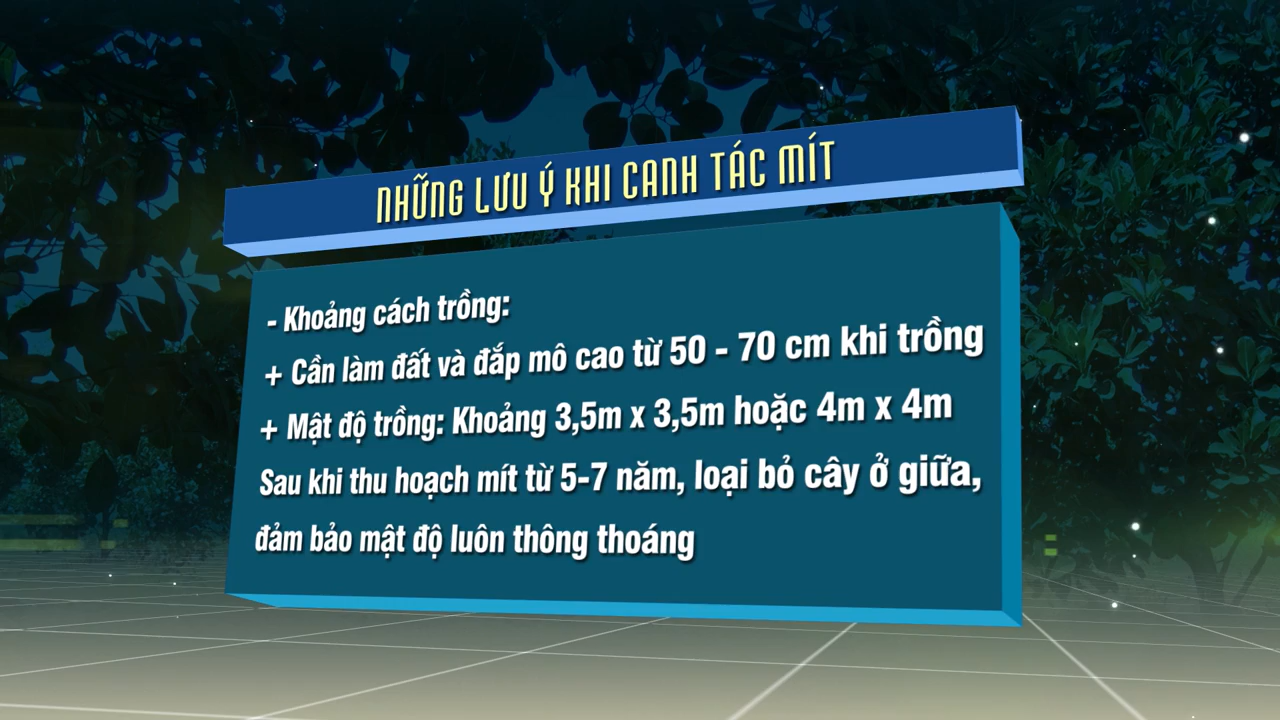 NHỮNG LƯU Ý KHI CANH TÁC MÍT
- Khoảng cách trồng:
+ Cần làm đất và đắp mô cao từ 50 - 70 cm khi trồng
+ Mật độ trồng: Khoảng 3,5m x 3,5m hoặc 4m x 4m
Sau khi thu hoạch mít từ 5-7 năm, loại bỏ cây ở giữa,
đảm bảo mật độ luôn thông thoáng